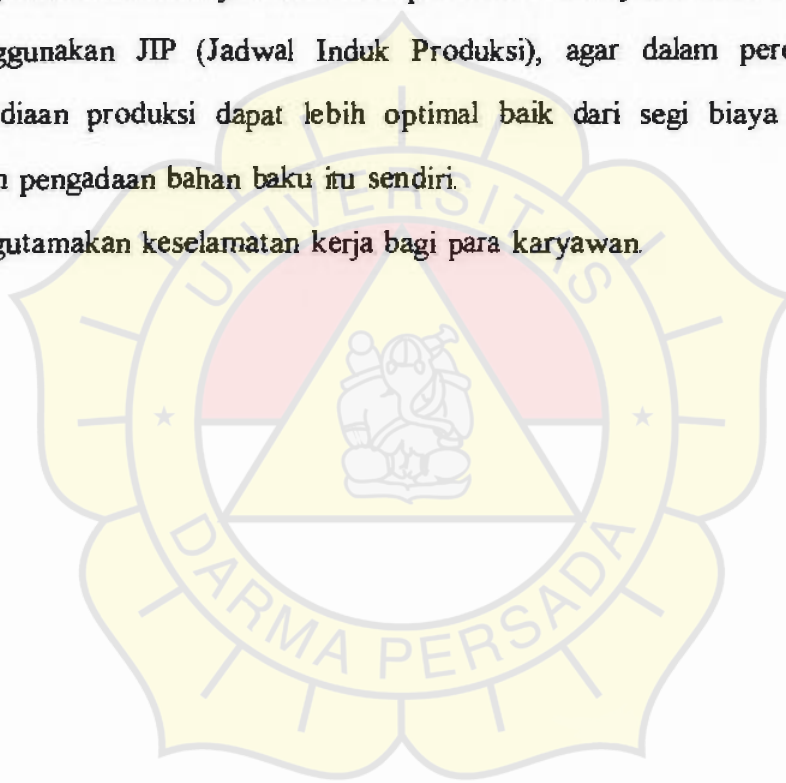 ggunakan JIP (Jadwal Induk Produksi), agar dalam pere
diaan produksi dapat lebih optimal baik dari segi biaya
n pengadaan bahan baku itu sendiri.
gutamakan keselamatan kerja bagi para karyawan.
UNIVERSITAS
DARMA PERSADA